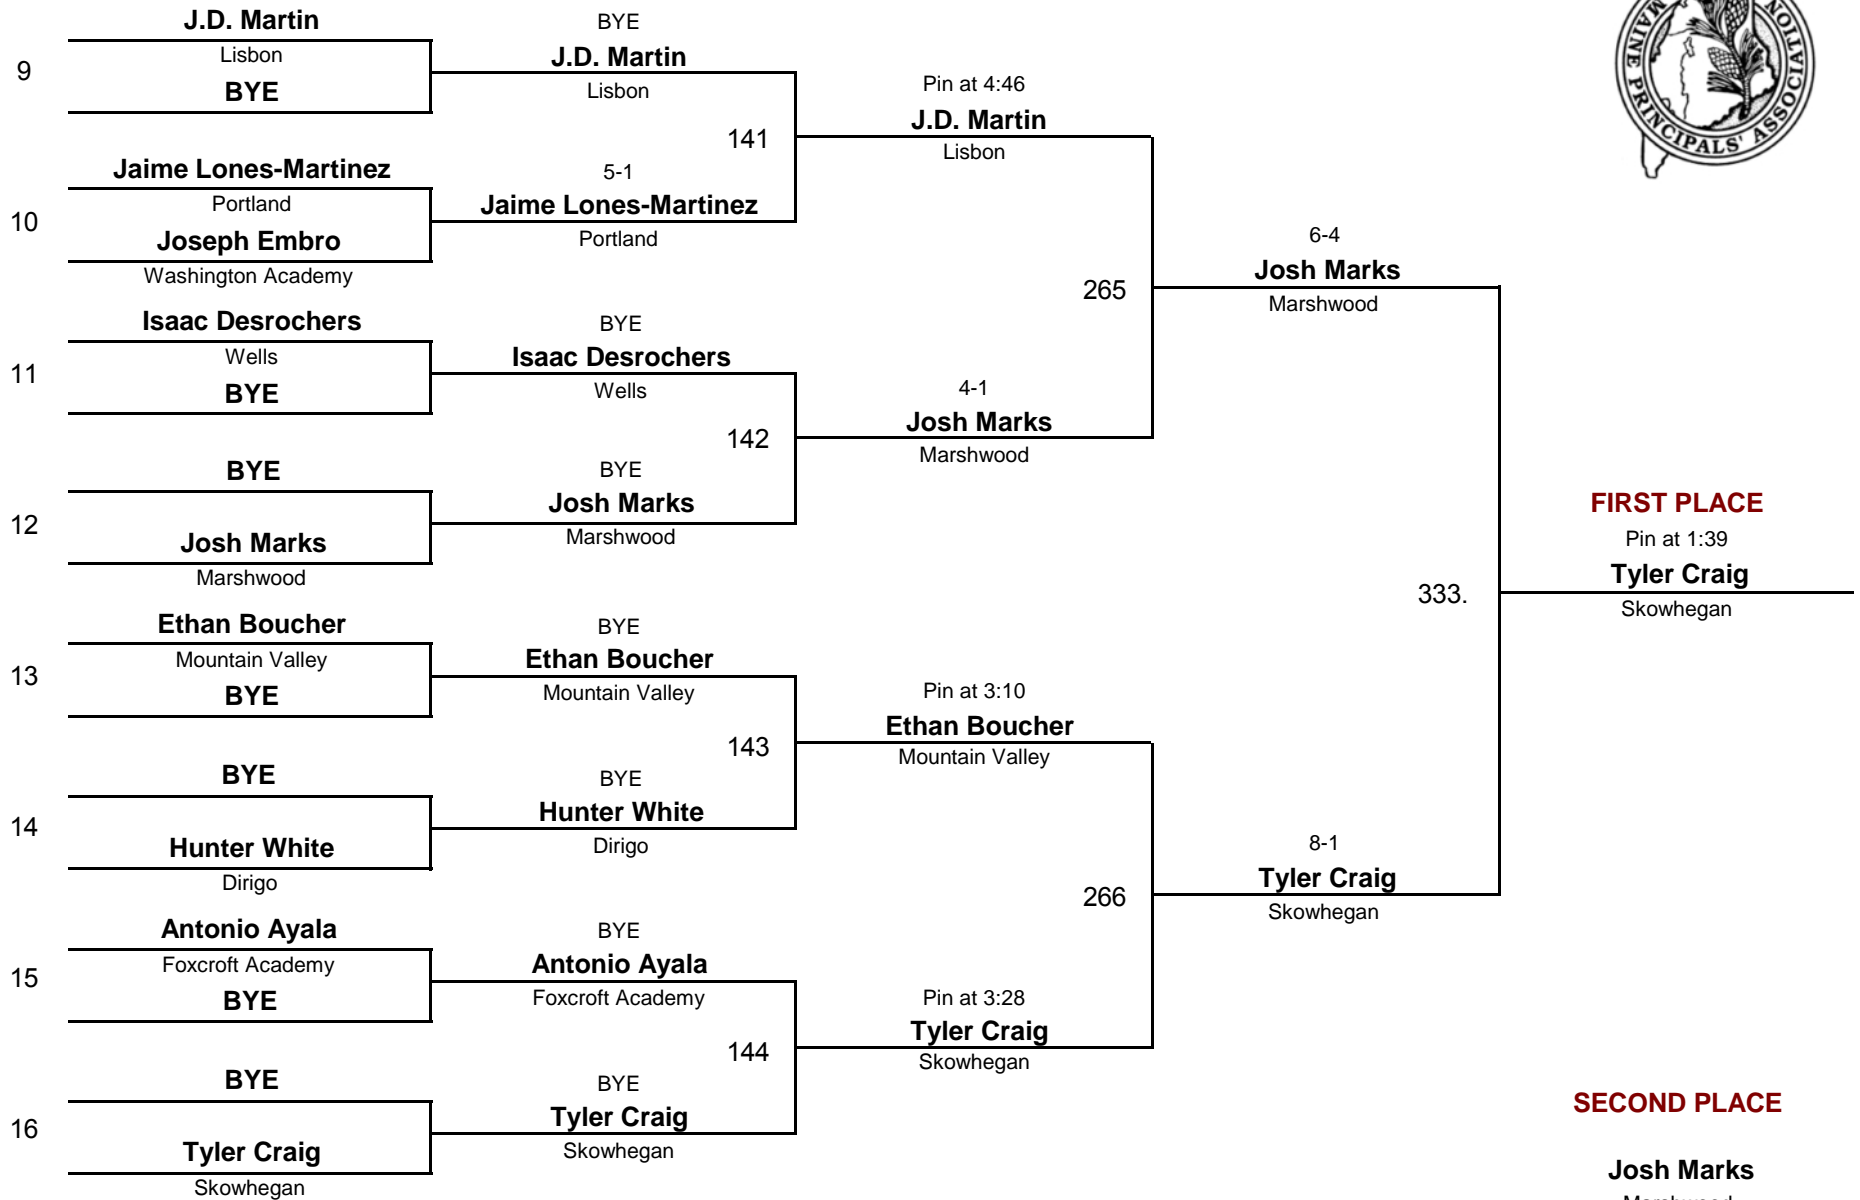 J.D. Martin
Lisbon
BYE
9
Jaime Lones-Martinez
Portland
Joseph Embro
Washington Academy
10
Isaac Desrochers
Wells
BYE
11
BYE
Josh Marks
Marshwood
12
Ethan Boucher
Mountain Valley
BYE
13
BYE
Hunter White
Dirigo
14
Antonio Ayala
Foxcroft Academy
BYE
15
BYE
Tyler Craig
Skowhegan
16
BYE
J.D. Martin
Lisbon
141
5-1
Jaime Lones-Martinez
Portland
BYE
Isaac Desrochers
Wells
142
BYE
Josh Marks
Marshwood
BYE
Ethan Boucher
Mountain Valley
143
BYE
Hunter White
Dirigo
BYE
Antonio Ayala
Foxcroft Academy
144
BYE
Tyler Craig
Skowhegan
Pin at 4:46
J.D. Martin
Lisbon
265
4-1
Josh Marks
Marshwood
Pin at 3:10
Ethan Boucher
Mountain Valley
266
Pin at 3:28
Tyler Craig
Skowhegan
6-4
Josh Marks
Marshwood
333.
8-1
Tyler Craig
Skowhegan
MAINE PRINCIPALS' ASSOCIATION
FIRST PLACE
Pin at 1:39
Tyler Craig
Skowhegan
SECOND PLACE
Josh Marks
Marshwood